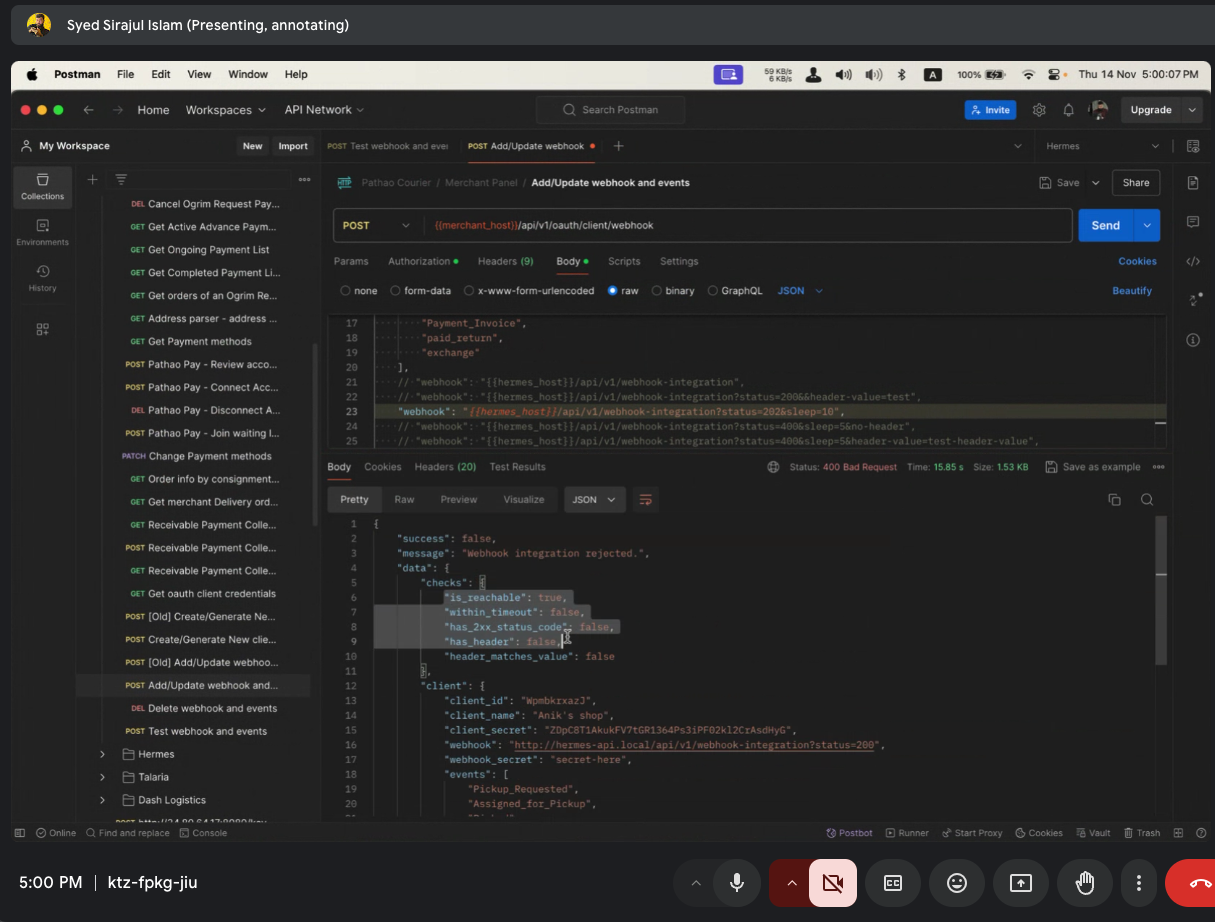 Syed Sirajul Islam (Presenting, annotating)
Postman File Edit View Window Help
59 KB/s
6 KB/s
A 100% Thu 14 Nov 5:00:07 PM
Home Workspaces API Network Search Postman Invite Upgrade
My Workspace New Import POST Test webhook and ever POST Add/Update webhook Hermes
Collections
Environments
History
DEL Cancel Ogrim Request Pay...
GET Get Active Advance Paym...
GET Get Ongoing Payment List
GET Get Completed Payment Li...
GET Get orders of an Ogrim Re...
GET Address parser - address ...
GET Get Payment methods
POST Pathao Pay - Review acco...
POST Pathao Pay - Connect Acc...
DEL Pathao Pay - Disconnect A...
POST Pathao Pay - Join waiting l...
PATCH Change Payment methods
GET Order info by consignment...
GET Get merchant Delivery ord...
GET Receivable Payment Colle...
POST Receivable Payment Colle...
GET Receivable Payment Colle...
GET Get oauth client credentials
POST [Old] Create/Generate Ne...
POST Create/Generate New clie...
POST [Old] Add/Update webhoo...
POST Add/Update webhook and...
DEL Delete webhook and events
POST Test webhook and events
Hermes
Talaria
Dash Logistics
HTTP Pathao Courier / Merchant Panel / Add/Update webhook and events Save Share
POST {{merchant_host}}/api/v1/oauth/client/webhook Send
Params Authorization Headers (9) Body Scripts Settings Cookies
none form-data x-www-form-urlencoded raw binary GraphQL JSON Beautify
17 "Payment_Invoice",
18 "paid_return",
19 "exchange"
20 ],
21 // "webhook": "{{hermes_host}}/api/v1/webhook-integration",
22 // "webhook": "{{hermes_host}}/api/v1/webhook-integration?status=200&&header-value=test",
23 "webhook": "{{hermes_host}}/api/v1/webhook-integration?status=202&sleep=10",
24 // "webhook": "{{hermes_host}}/api/v1/webhook-integration?status=400&sleep=5&no-header",
25 // "webhook": "{{hermes_host}}/api/v1/webhook-integration?status=400&sleep=5&header-value=test-header-value",
Body Cookies Headers (20) Test Results Status: 400 Bad Request Time: 15.85 s Size: 1.53 KB Save as example
Pretty Raw Preview Visualize JSON
1 {
2 "success": false,
3 "message": "Webhook integration rejected.",
4 "data": {
5 "checks": {
6 "is_reachable": true,
7 "within_timeout": false,
8 "has_2xx_status_code": false,
9 "has_header": false,
10 "header_matches_value": false
11 },
12 "client": {
13 "client_id": "WpmbkrxazJ",
14 "client_name": "Anik's shop",
15 "client_secret": "ZDpC8T1AkukFV7tGR1364Ps3iPF02kl2CrAsdHyG",
16 "webhook": "http://hermes-api.local/api/v1/webhook-integration?status=200",
17 "webhook_secret": "secret-here",
18 "events": [
19 "Pickup_Requested",
20 "Assigned_for_Pickup",
Online Find and replace Console Postbot Runner Start Proxy Cookies Vault Trash
5:00 PM | ktz-fpkg-jiu